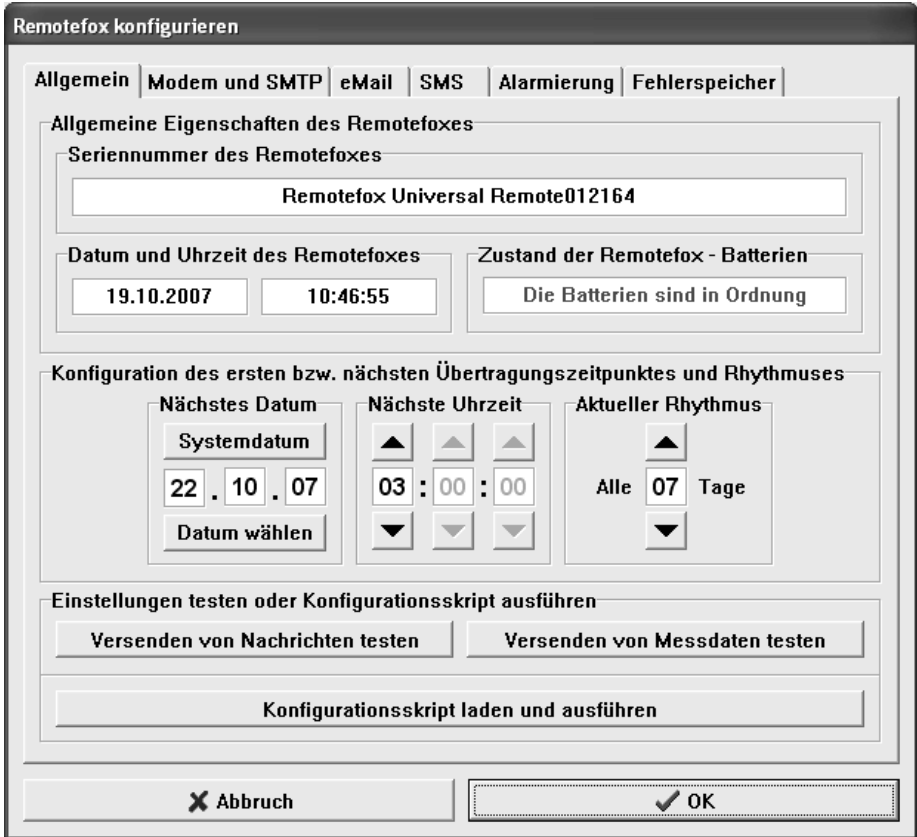 Remotefox konfigurieren
Allgemein Modem und SMTP eMail SMS Alarmierung Fehlerspeicher
Allgemeine Eigenschaften des Remotefoxes
Seriennummer des Remotefoxes
Remotefox Universal Remote012164
Datum und Uhrzeit des Remotefoxes
19.10.2007 10:46:55
Zustand der Remotefox - Batterien
Die Batterien sind in Ordnung
Konfiguration des ersten bzw. nächsten Übertragungszeitpunktes und Rhythmuses
Nächstes Datum
Systemdatum
22 . 10 . 07
Datum wählen
Nächste Uhrzeit
03 : 00 : 00
Aktueller Rhythmus
Alle 07 Tage
Einstellungen testen oder Konfigurationsskript ausführen
Versenden von Nachrichten testen
Versenden von Messdaten testen
Konfigurationsskript laden und ausführen
Abbruch
OK